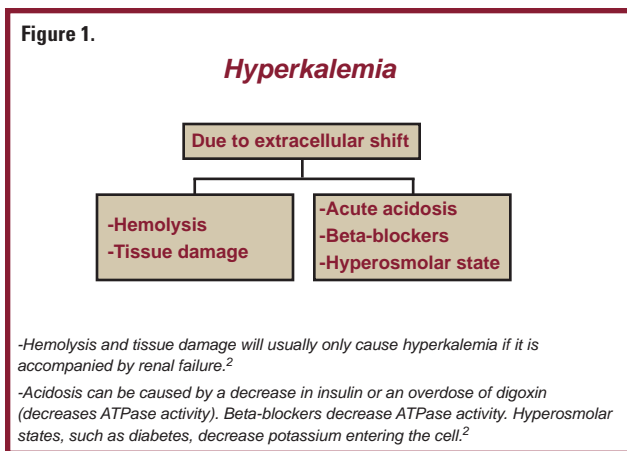 Figure 1.
Hyperkalemia
Due to extracellular shift
-Hemolysis
-Tissue damage
-Acute acidosis
-Beta-blockers
-Hyperosmolar state
-Hemolysis and tissue damage will usually only cause hyperkalemia if it is
accompanied by renal failure.²
-Acidosis can be caused by a decrease in insulin or an overdose of digoxin
(decreases ATPase activity). Beta-blockers decrease ATPase activity. Hyperosmolar
states, such as diabetes, decrease potassium entering the cell.²